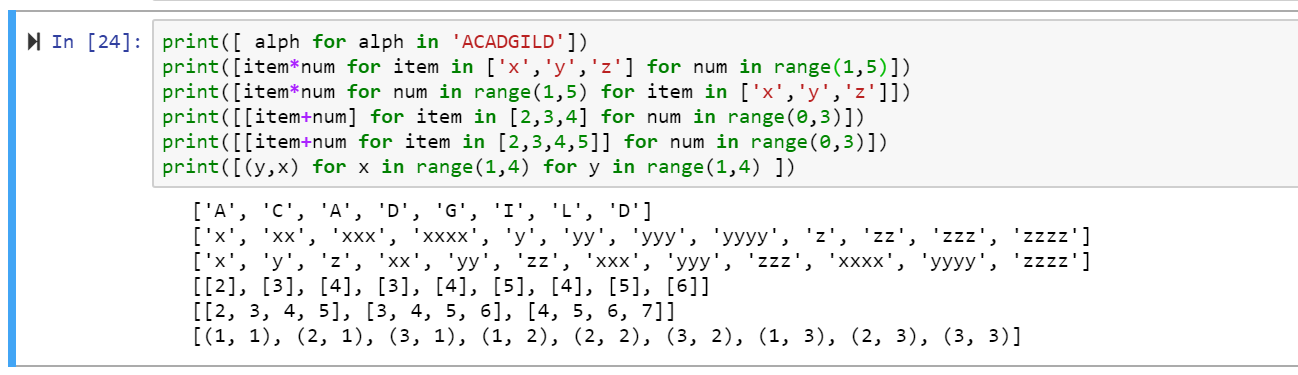 In [24]:
print([ alph for alph in 'ACADGILD'])
print([item*num for item in ['x','y','z'] for num in range(1,5)])
print([item*num for num in range(1,5) for item in ['x','y','z']])
print([[item+num] for item in [2,3,4] for num in range(0,3)])
print([[item+num for item in [2,3,4,5]] for num in range(0,3)])
print([(y,x) for x in range(1,4) for y in range(1,4) ])
['A', 'C', 'A', 'D', 'G', 'I', 'L', 'D']
['x', 'xx', 'xxx', 'xxxx', 'y', 'yy', 'yyy', 'yyyy', 'z', 'zz', 'zzz', 'zzzz']
['x', 'y', 'z', 'xx', 'yy', 'zz', 'xxx', 'yyy', 'zzz', 'xxxx', 'yyyy', 'zzzz']
[[2], [3], [4], [3], [4], [5], [4], [5], [6]]
[[2, 3, 4, 5], [3, 4, 5, 6], [4, 5, 6, 7]]
[(1, 1), (2, 1), (3, 1), (1, 2), (2, 2), (3, 2), (1, 3), (2, 3), (3, 3)]